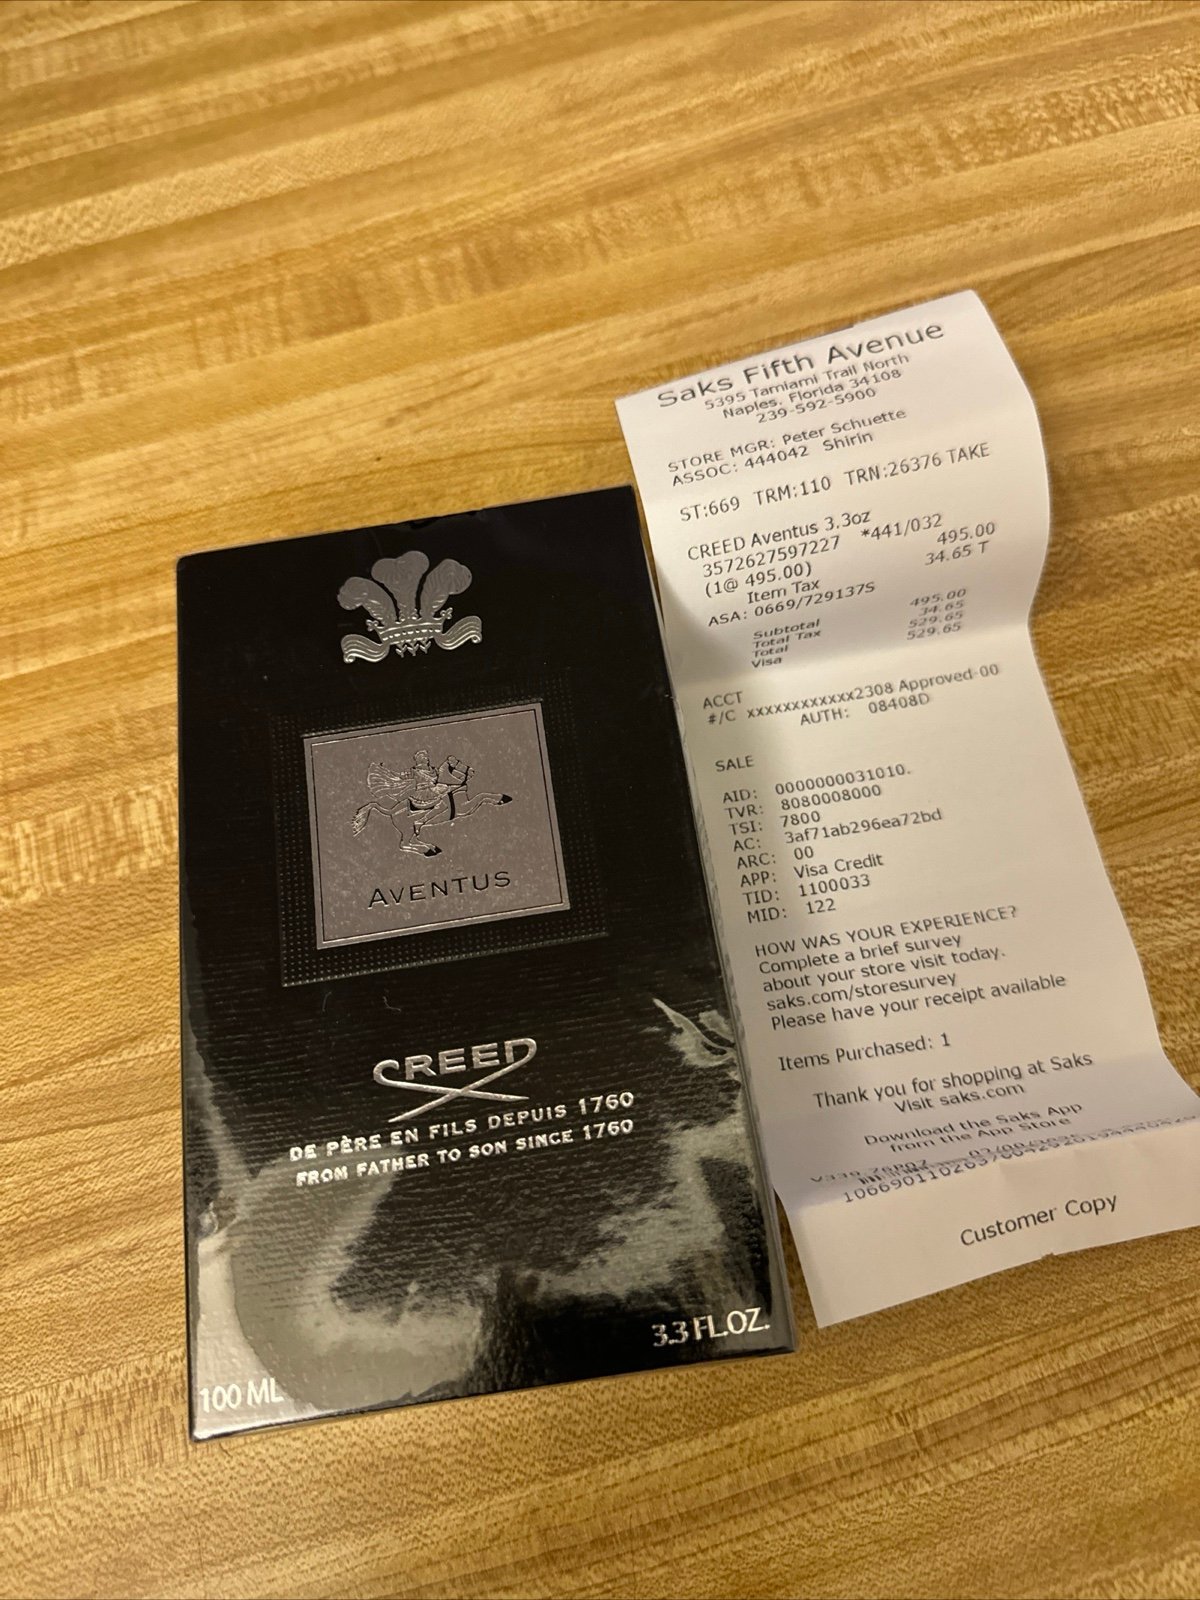 AVENTUS
CREED
DE PÈRE EN FILS DEPUIS 1760
FROM FATHER TO SON SINCE 1760
100 ML
3.3 FL.OZ.
Saks Fifth Avenue
5395 Tamiami Trail North
Naples, Florida 34108
239-592-5900
STORE MGR: Peter Schuette
ASSOC: 444042 Shirin
ST:669 TRM:110 TRN:26376 TAKE
CREED Aventus 3.3oz
3572627597227 *441/032
(1@ 495.00) 495.00
Item Tax 34.65 T
ASA: 0669/729137S
Subtotal 495.00
Total Tax 34.65
Total 529.65
Visa 529.65
ACCT
#/C xxxxxxxxxxxx2308 Approved-00
AUTH: 08408D
SALE
AID: 0000000031010.
TVR: 8080008000
TSI: 7800
AC: 3af71ab296ea72bd
ARC: 00
APP: Visa Credit
TID: 1100033
MID: 122
HOW WAS YOUR EXPERIENCE?
Complete a brief survey
about your store visit today.
saks.com/storesurvey
Please have your receipt available
Items Purchased: 1
Thank you for shopping at Saks
Visit saks.com
Download the Saks App
from the App Store
Customer Copy